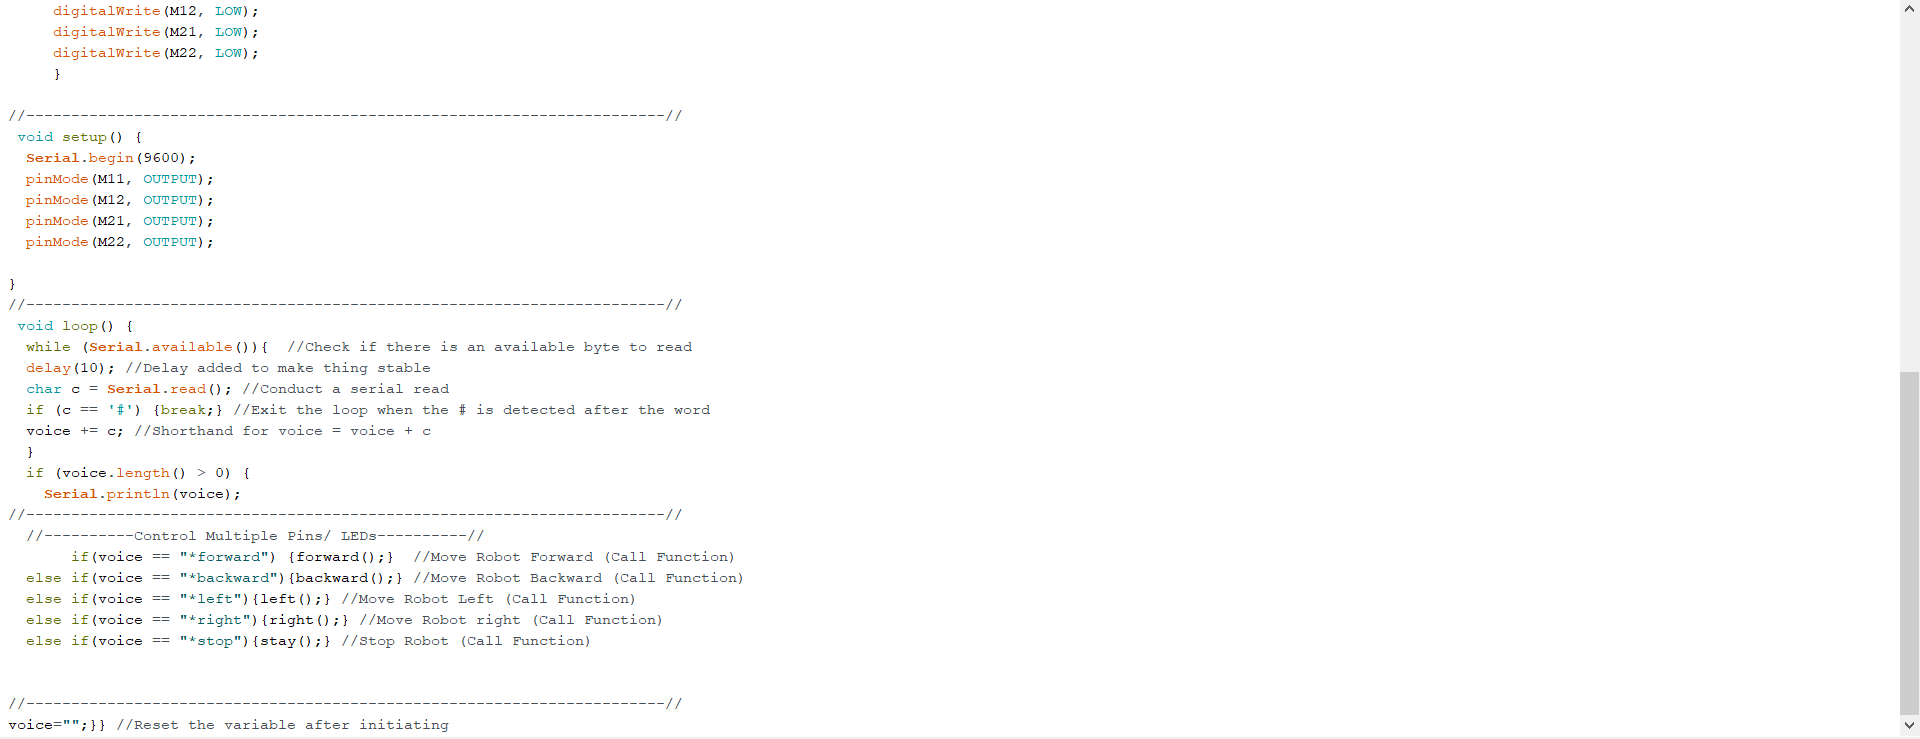 digitalWrite(M12, LOW);
digitalWrite(M21, LOW);
digitalWrite(M22, LOW);
}
//-----------------------------------------------------------------------//
void setup() {
Serial.begin(9600);
pinMode(M11, OUTPUT);
pinMode(M12, OUTPUT);
pinMode(M21, OUTPUT);
pinMode(M22, OUTPUT);
}
//-----------------------------------------------------------------------//
void loop() {
while (Serial.available()){  //Check if there is an available byte to read
delay(10); //Delay added to make thing stable
char c = Serial.read(); //Conduct a serial read
if (c == '#') {break;} //Exit the loop when the # is detected after the word
voice += c; //Shorthand for voice = voice + c
}
if (voice.length() > 0) {
Serial.println(voice);
//-----------------------------------------------------------------------//
//----------Control Multiple Pins/ LEDs----------//
if(voice == "*forward") {forward();}  //Move Robot Forward (Call Function)
else if(voice == "*backward"){backward();} //Move Robot Backward (Call Function)
else if(voice == "*left"){left();} //Move Robot Left (Call Function)
else if(voice == "*right"){right();} //Move Robot right (Call Function)
else if(voice == "*stop"){stay();} //Stop Robot (Call Function)
//-----------------------------------------------------------------------//
voice="";}} //Reset the variable after initiating